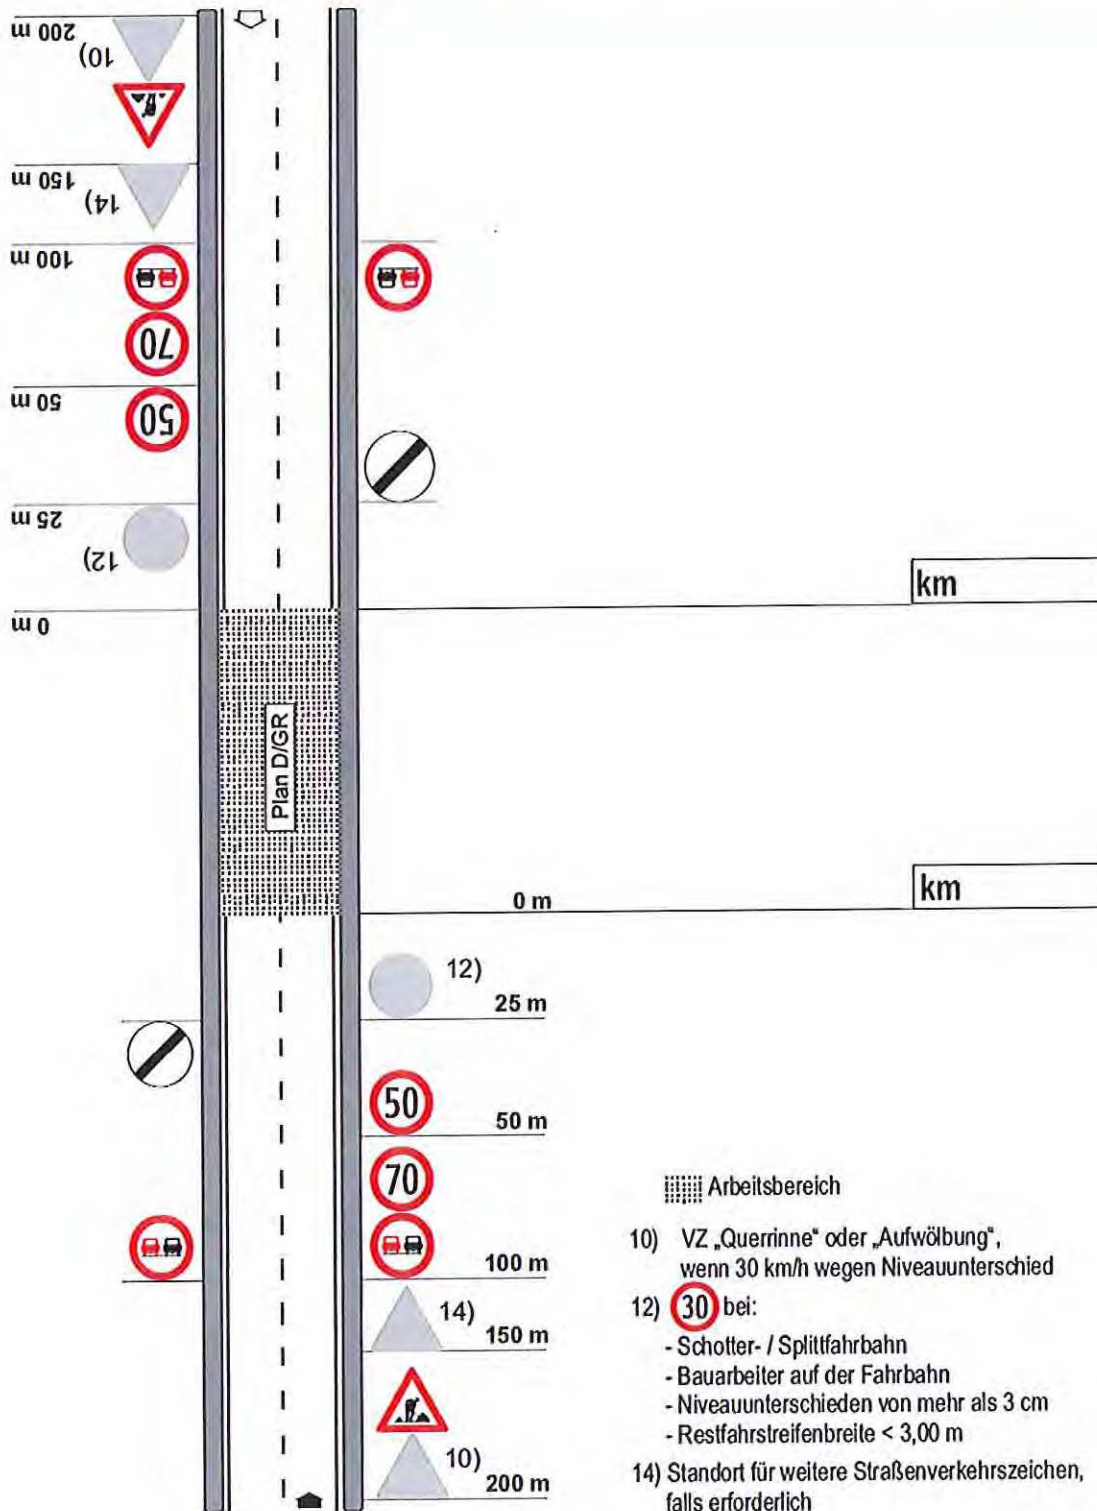 200 m
10)
150 m
14)
100 m
70
50 m
50
25 m
12)
0 m
km
Plan D/GR
km
0 m
12)
25 m
50
50 m
70
100 m
14)
150 m
10)
200 m
Arbeitsbereich
10) VZ „Querrinne“ oder „Aufwölbung“,
wenn 30 km/h wegen Niveauunterschied
12) 30 bei:
- Schotter- / Splittfahrbahn
- Bauarbeiter auf der Fahrbahn
- Niveauunterschieden von mehr als 3 cm
- Restfahrstreifenbreite < 3,00 m
14) Standort für weitere Straßenverkehrszeichen,
falls erforderlich